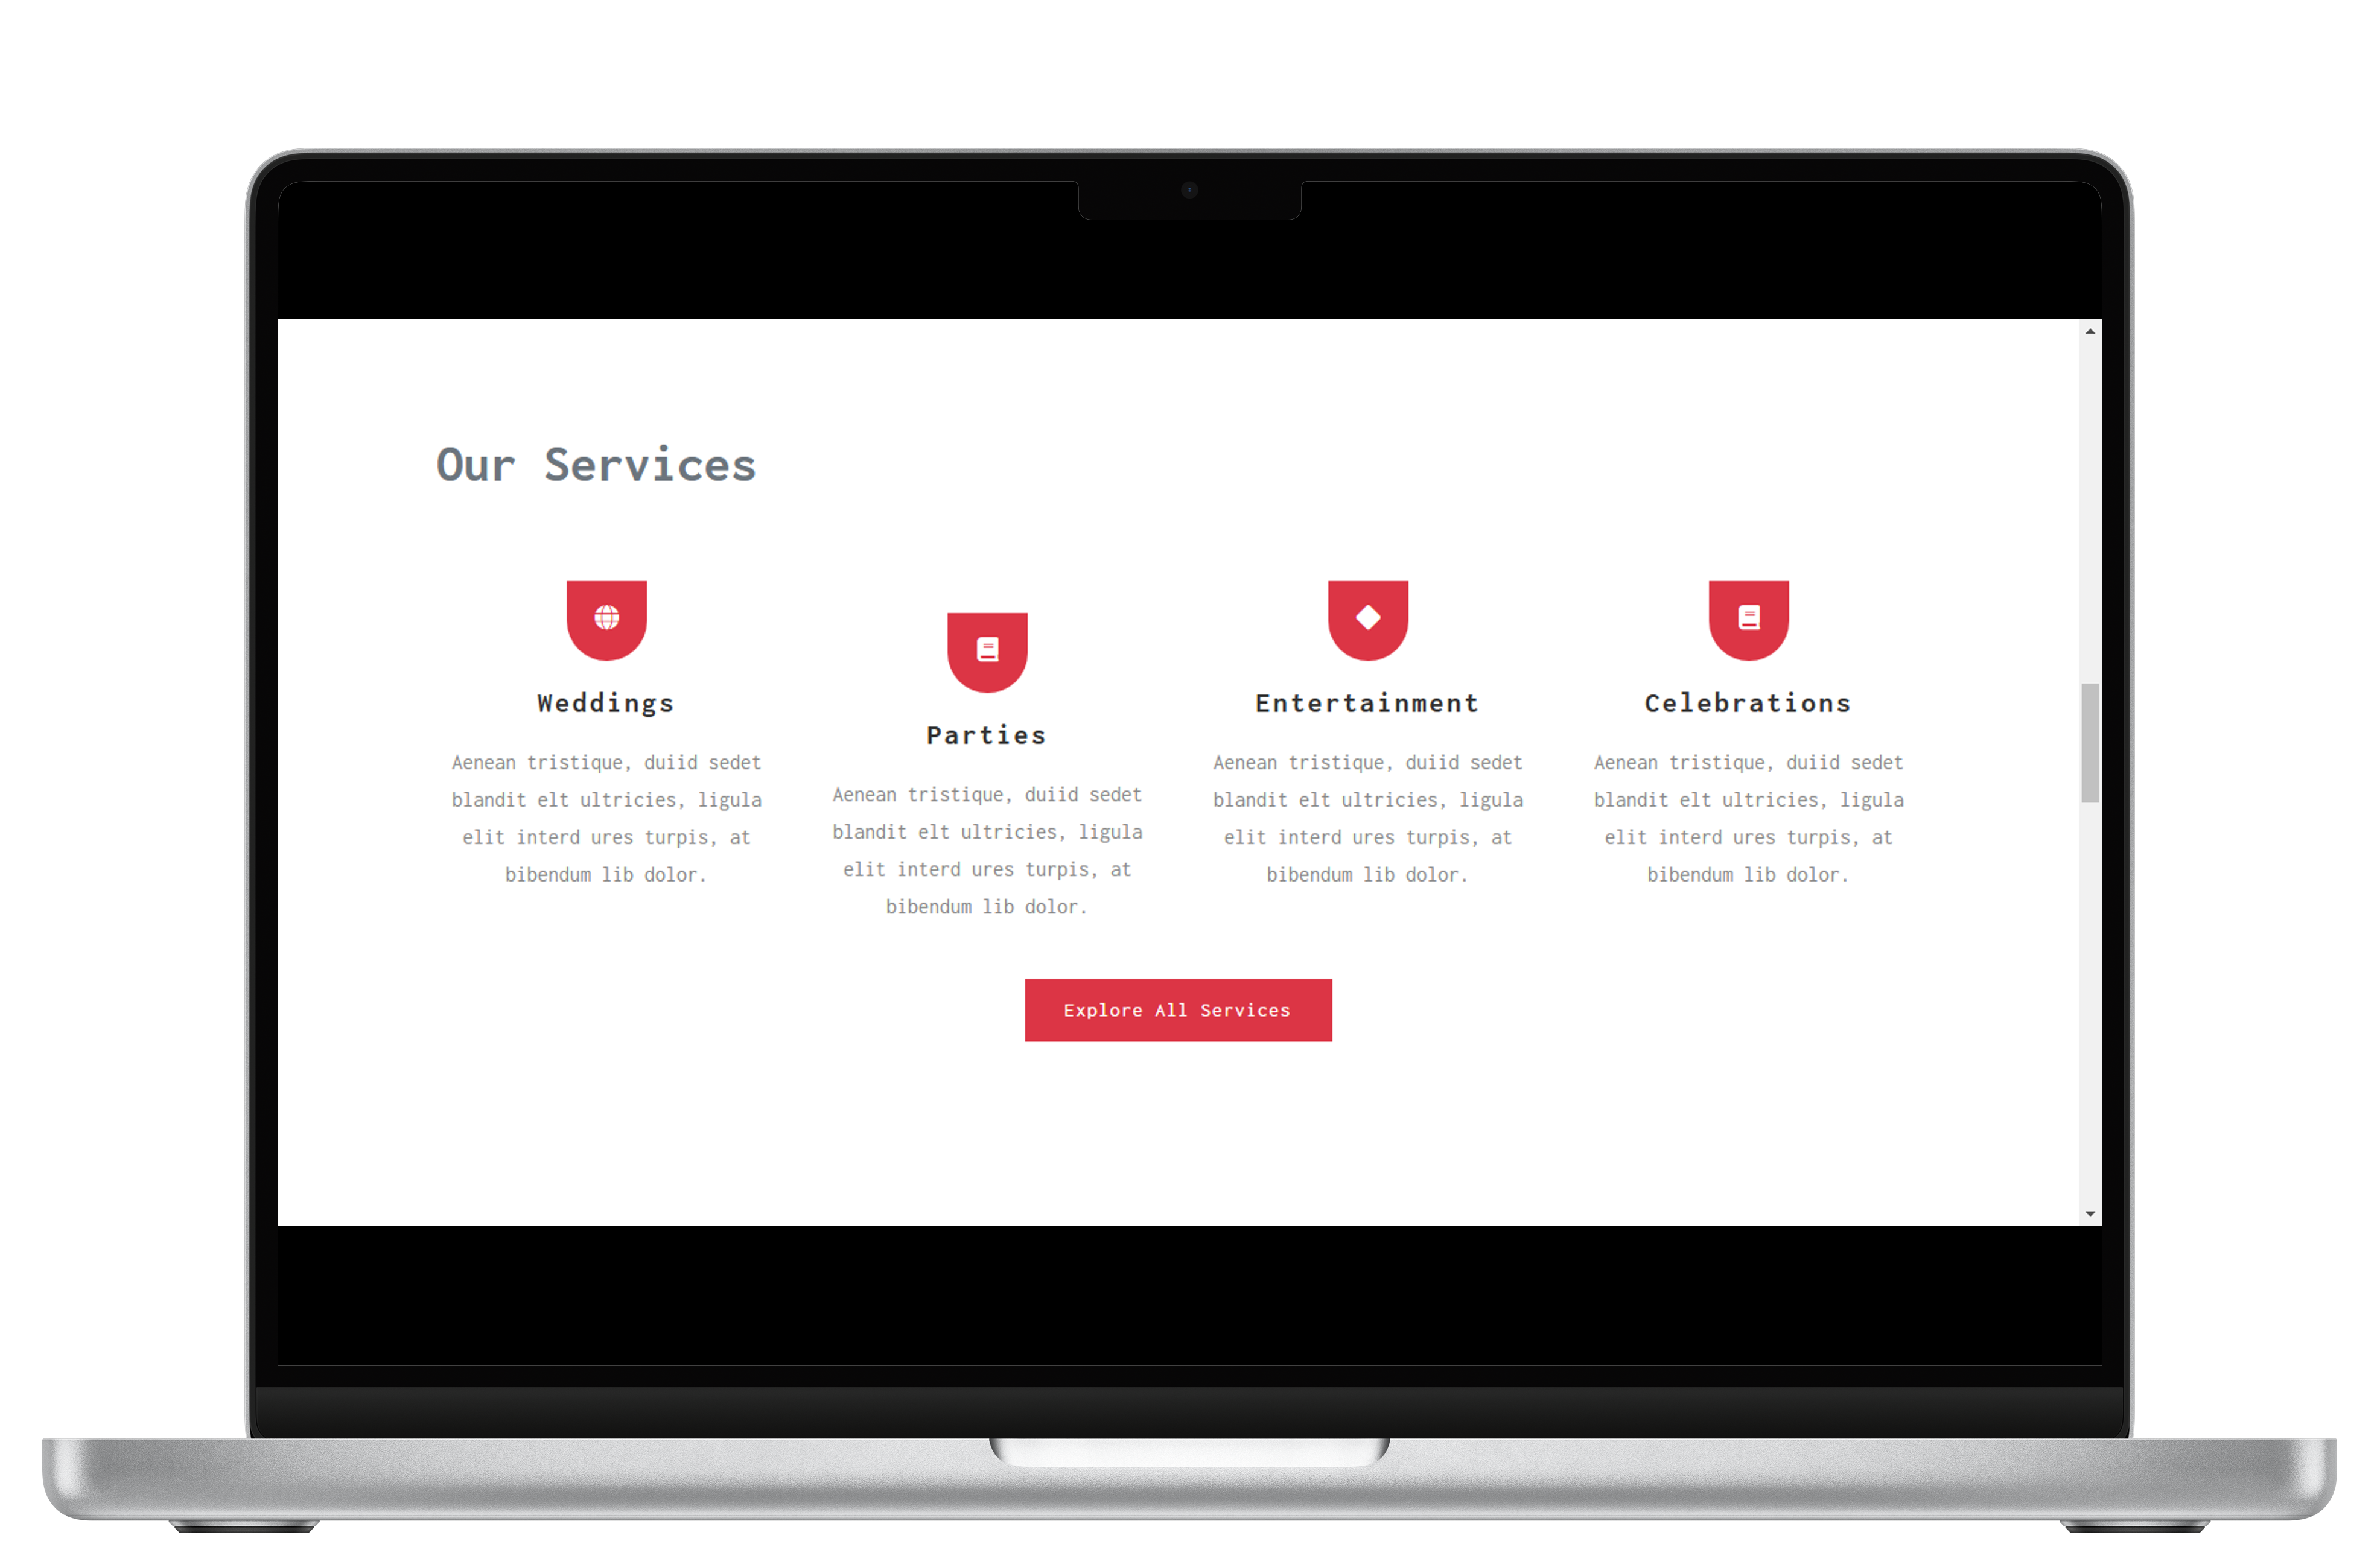 Our Services
Weddings
Aenean tristique, duiid sedet
blandit elt ultricies, ligula
elit interd ures turpis, at
bibendum lib dolor.
Parties
Aenean tristique, duiid sedet
blandit elt ultricies, ligula
elit interd ures turpis, at
bibendum lib dolor.
Entertainment
Aenean tristique, duiid sedet
blandit elt ultricies, ligula
elit interd ures turpis, at
bibendum lib dolor.
Celebrations
Aenean tristique, duiid sedet
blandit elt ultricies, ligula
elit interd ures turpis, at
bibendum lib dolor.
Explore All Services